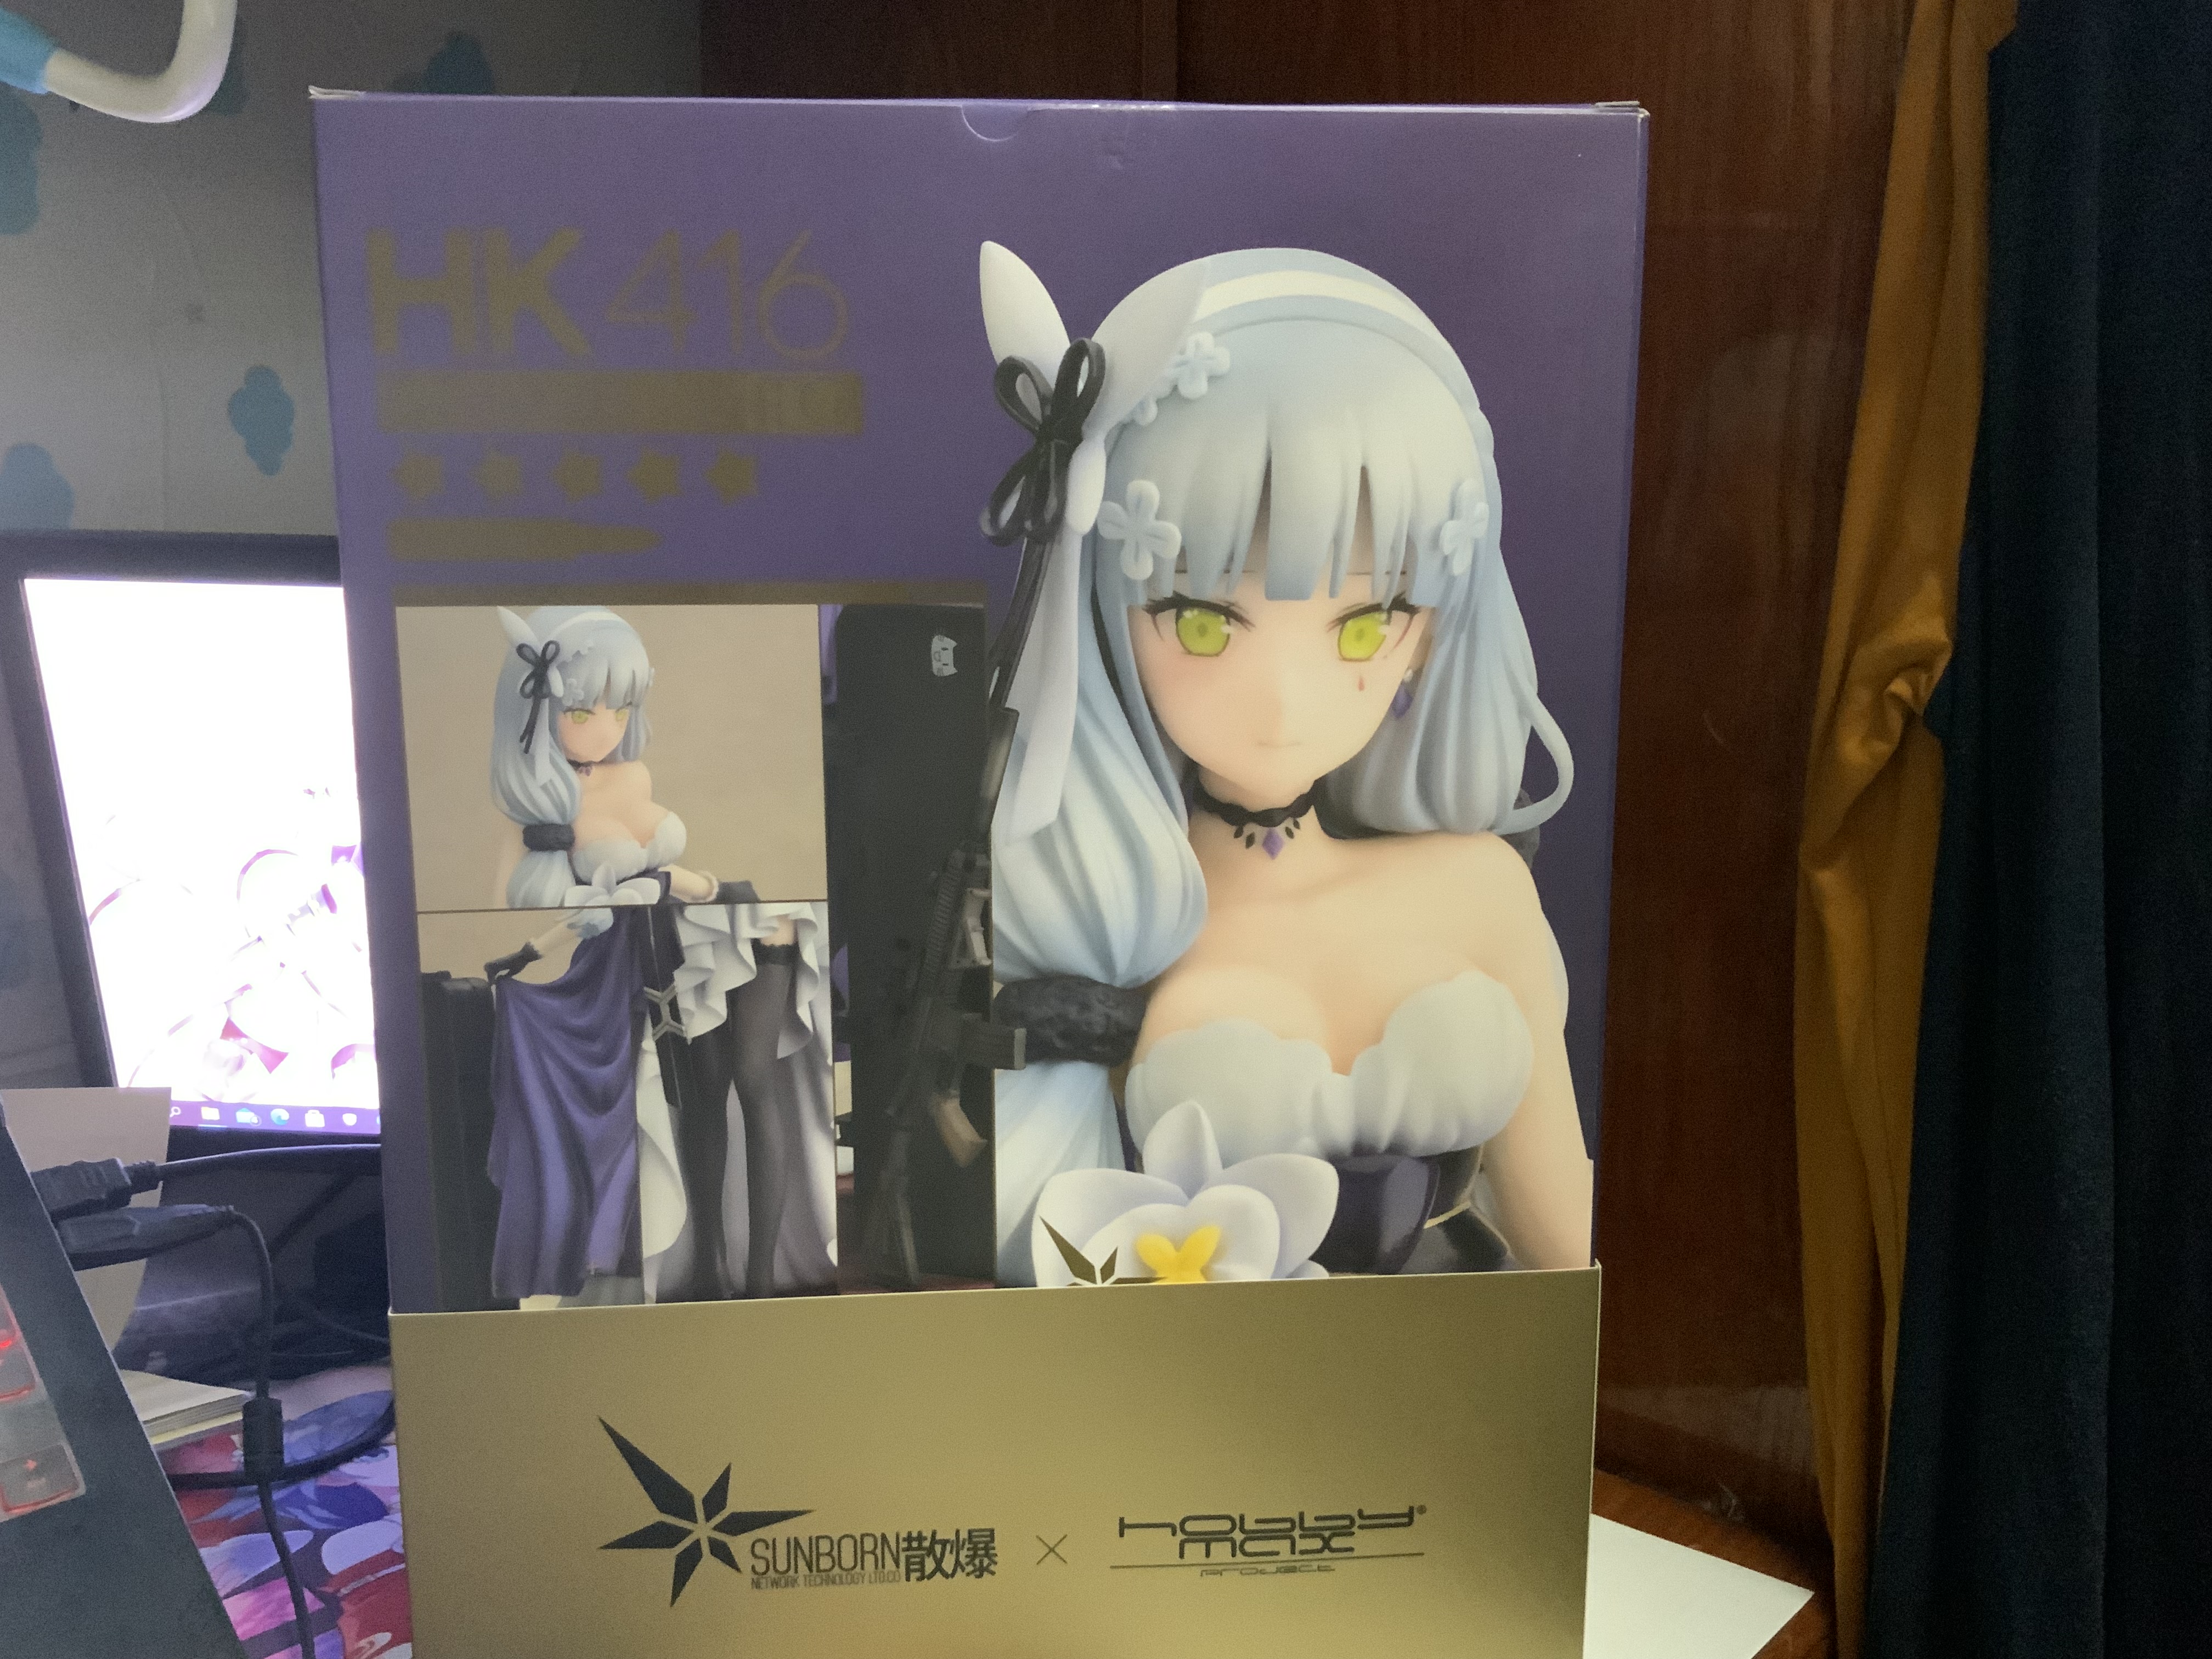 HK416
SUNBORN散爆
NETWORK TECHNOLOGY LTD.CO
×
hobby max®
project